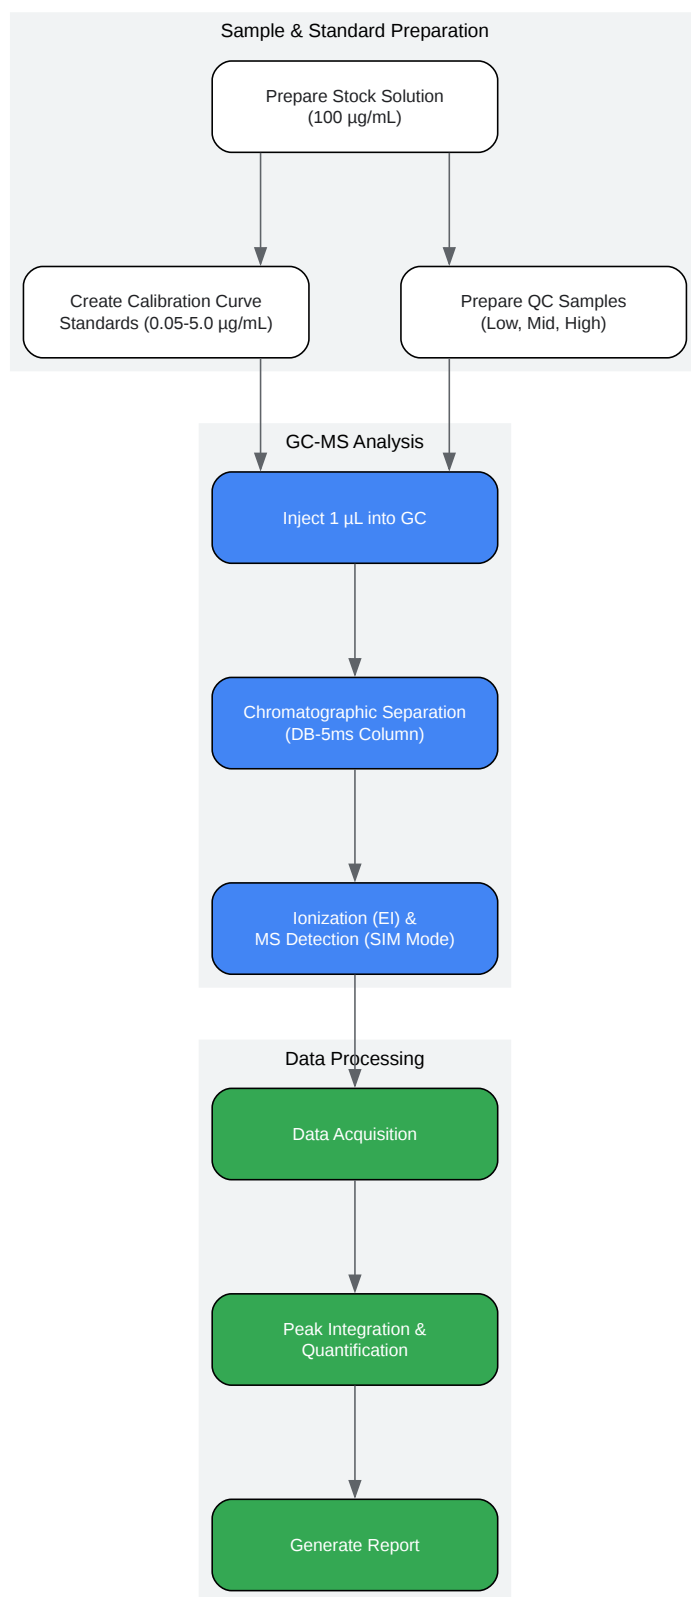 Sample & Standard Preparation
Prepare Stock Solution
(100 µg/mL)
Create Calibration Curve
Standards (0.05-5.0 µg/mL)
Prepare QC Samples
(Low, Mid, High)
GC-MS Analysis
Inject 1 µL into GC
Chromatographic Separation
(DB-5ms Column)
Ionization (EI) &
MS Detection (SIM Mode)
Data Processing
Data Acquisition
Peak Integration &
Quantification
Generate Report